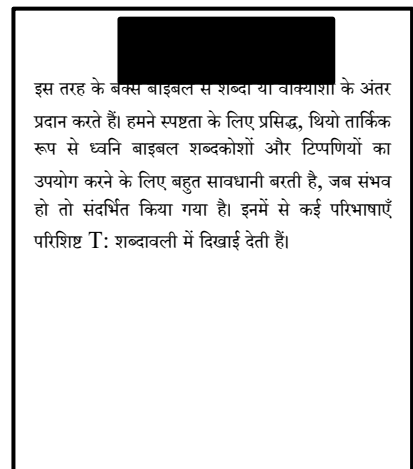 इस तरह के बक्स बाइबल से शब्दों या वाक्यांशों के अंतर
प्रदान करते हैं। हमने स्पष्टता के लिए प्रसिद्ध, थियो तार्किक
रूप से ध्वनि बाइबल शब्दकोशों और टिप्पणियों का
उपयोग करने के लिए बहुत सावधानी बरती है, जब संभव
हो तो संदर्भित किया गया है। इनमें से कई परिभाषाएँ
परिशिष्ट T: शब्दावली में दिखाई देती हैं।